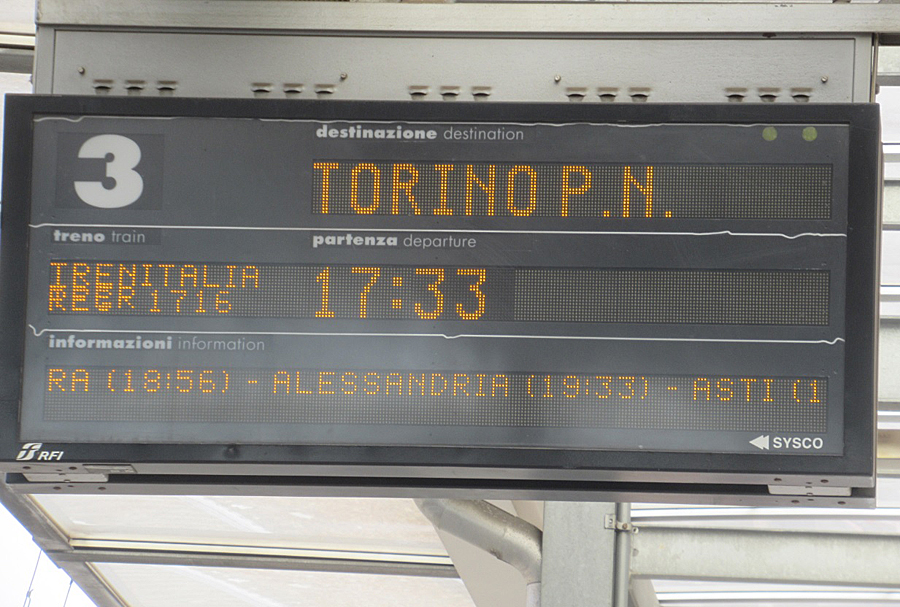 3
destinazione destination
TORINO P.N.
treno train
partenza departure
TRENITALIA
1716
17:33
informazioni information
RA (18:56) - ALESSANDRIA (19:33) - ASTI (1
RFI
SYSCO